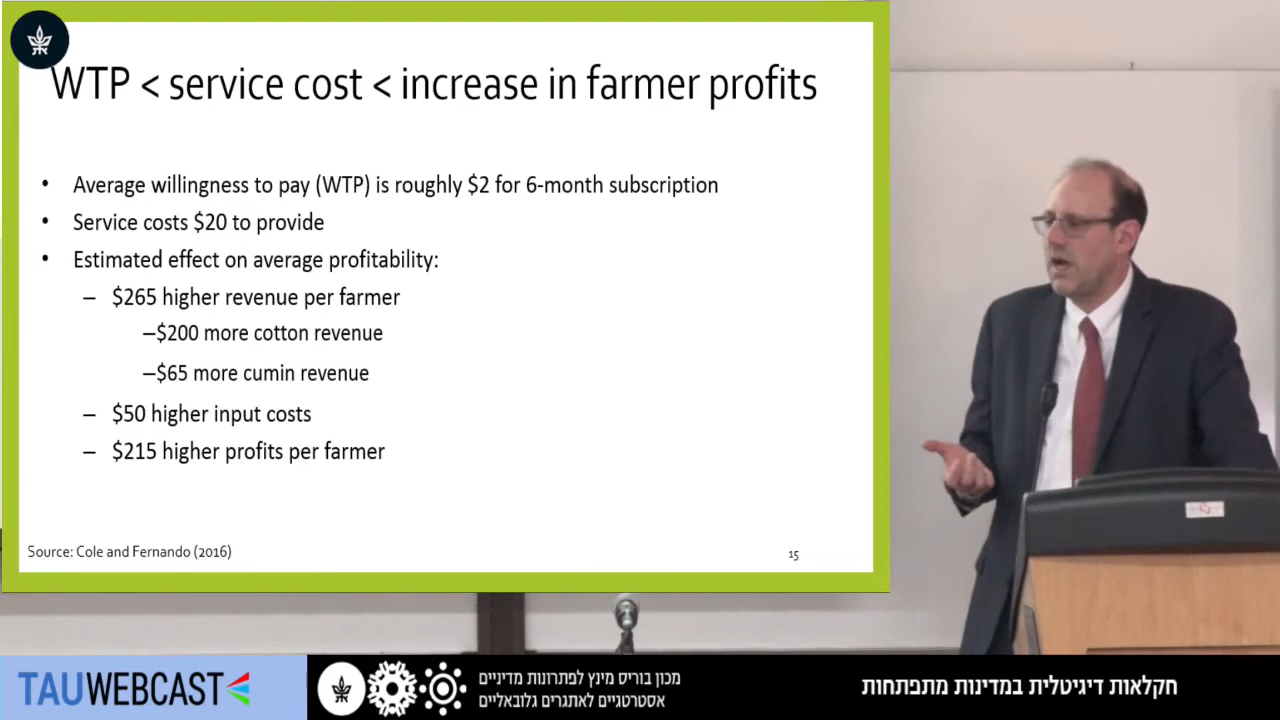 WTP < service cost < increase in farmer profits
• Average willingness to pay (WTP) is roughly $2 for 6-month subscription
• Service costs $20 to provide
• Estimated effect on average profitability:
– $265 higher revenue per farmer
–$200 more cotton revenue
–$65 more cumin revenue
– $50 higher input costs
– $215 higher profits per farmer
Source: Cole and Fernando (2016)
15
TAUWEBCAST
מכון בוריס מינץ לפתרונות מדיניים
אסטרטגיים לאתגרים גלובאליים
חקלאות דיגיטלית במדינות מתפתחות